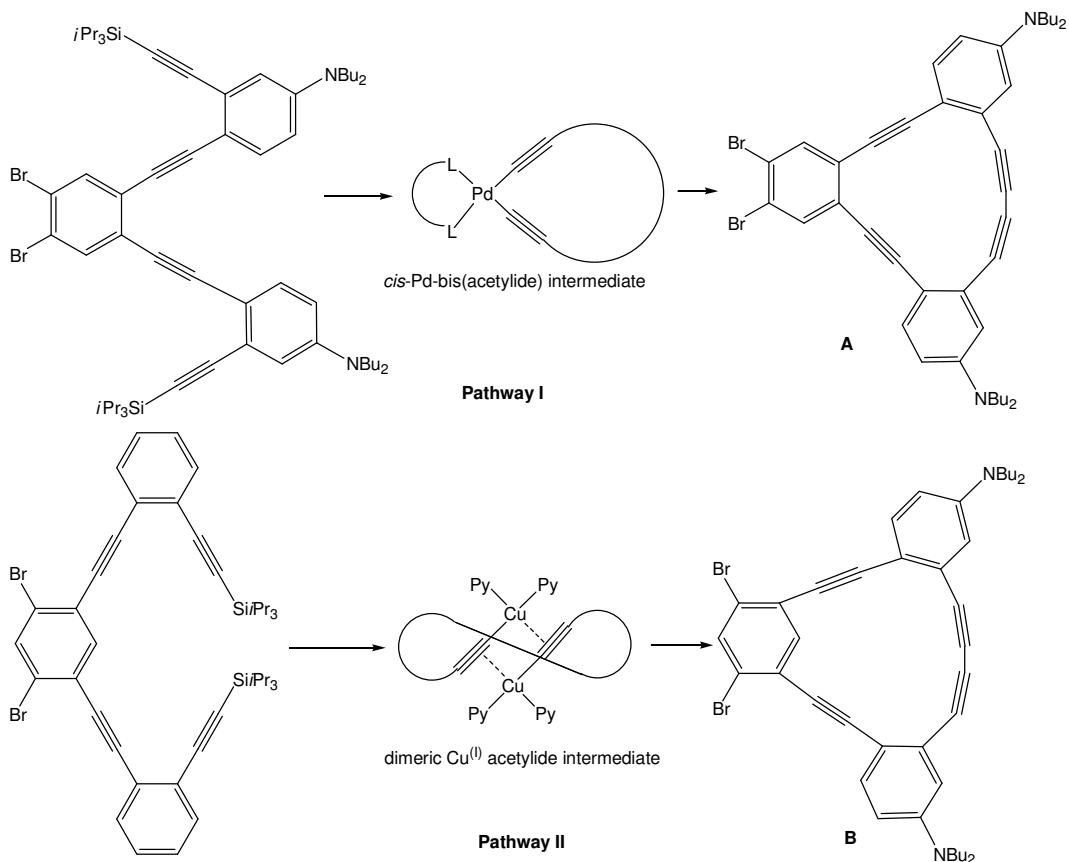 iPr3Si
NBu2
Br
Br
NBu2
iPr3Si
L
Pd
L
cis-Pd-bis(acetylide) intermediate
Pathway I
NBu2
Br
Br
A
NBu2
Br
Br
SiiPr3
SiiPr3
Py Py
Cu
Cu
Py Py
dimeric Cu(I) acetylide intermediate
Pathway II
NBu2
Br
Br
B
NBu2